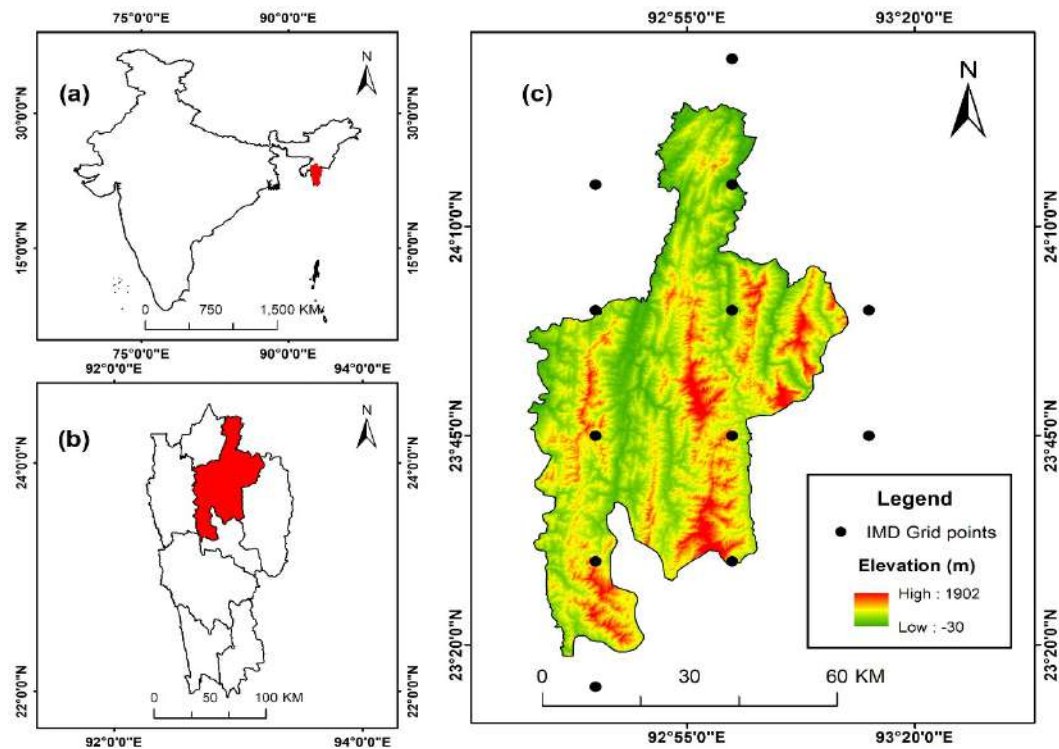 75°0'0"E 90°0'0"E
(a)
N
30°0'0"N
30°0'0"N
15°0'0"N
15°0'0"N
0 750 1,500 KM
75°0'0"E 90°0'0"E
92°0'0"E 94°0'0"E
(b)
N
24°0'0"N
24°0'0"N
22°0'0"N
22°0'0"N
0 50 100 KM
92°0'0"E 94°0'0"E
92°55'0"E 93°20'0"E
(c)
N
24°10'0"N
24°10'0"N
23°45'0"N
23°45'0"N
23°20'0"N
23°20'0"N
Legend
IMD Grid points
Elevation (m)
High : 1902
Low : -30
0 30 60 KM
92°55'0"E 93°20'0"E